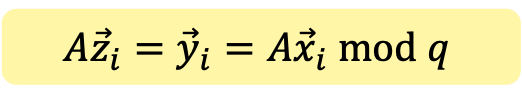 Az⃗ᵢ = y⃗ᵢ = Ax⃗ᵢ mod q